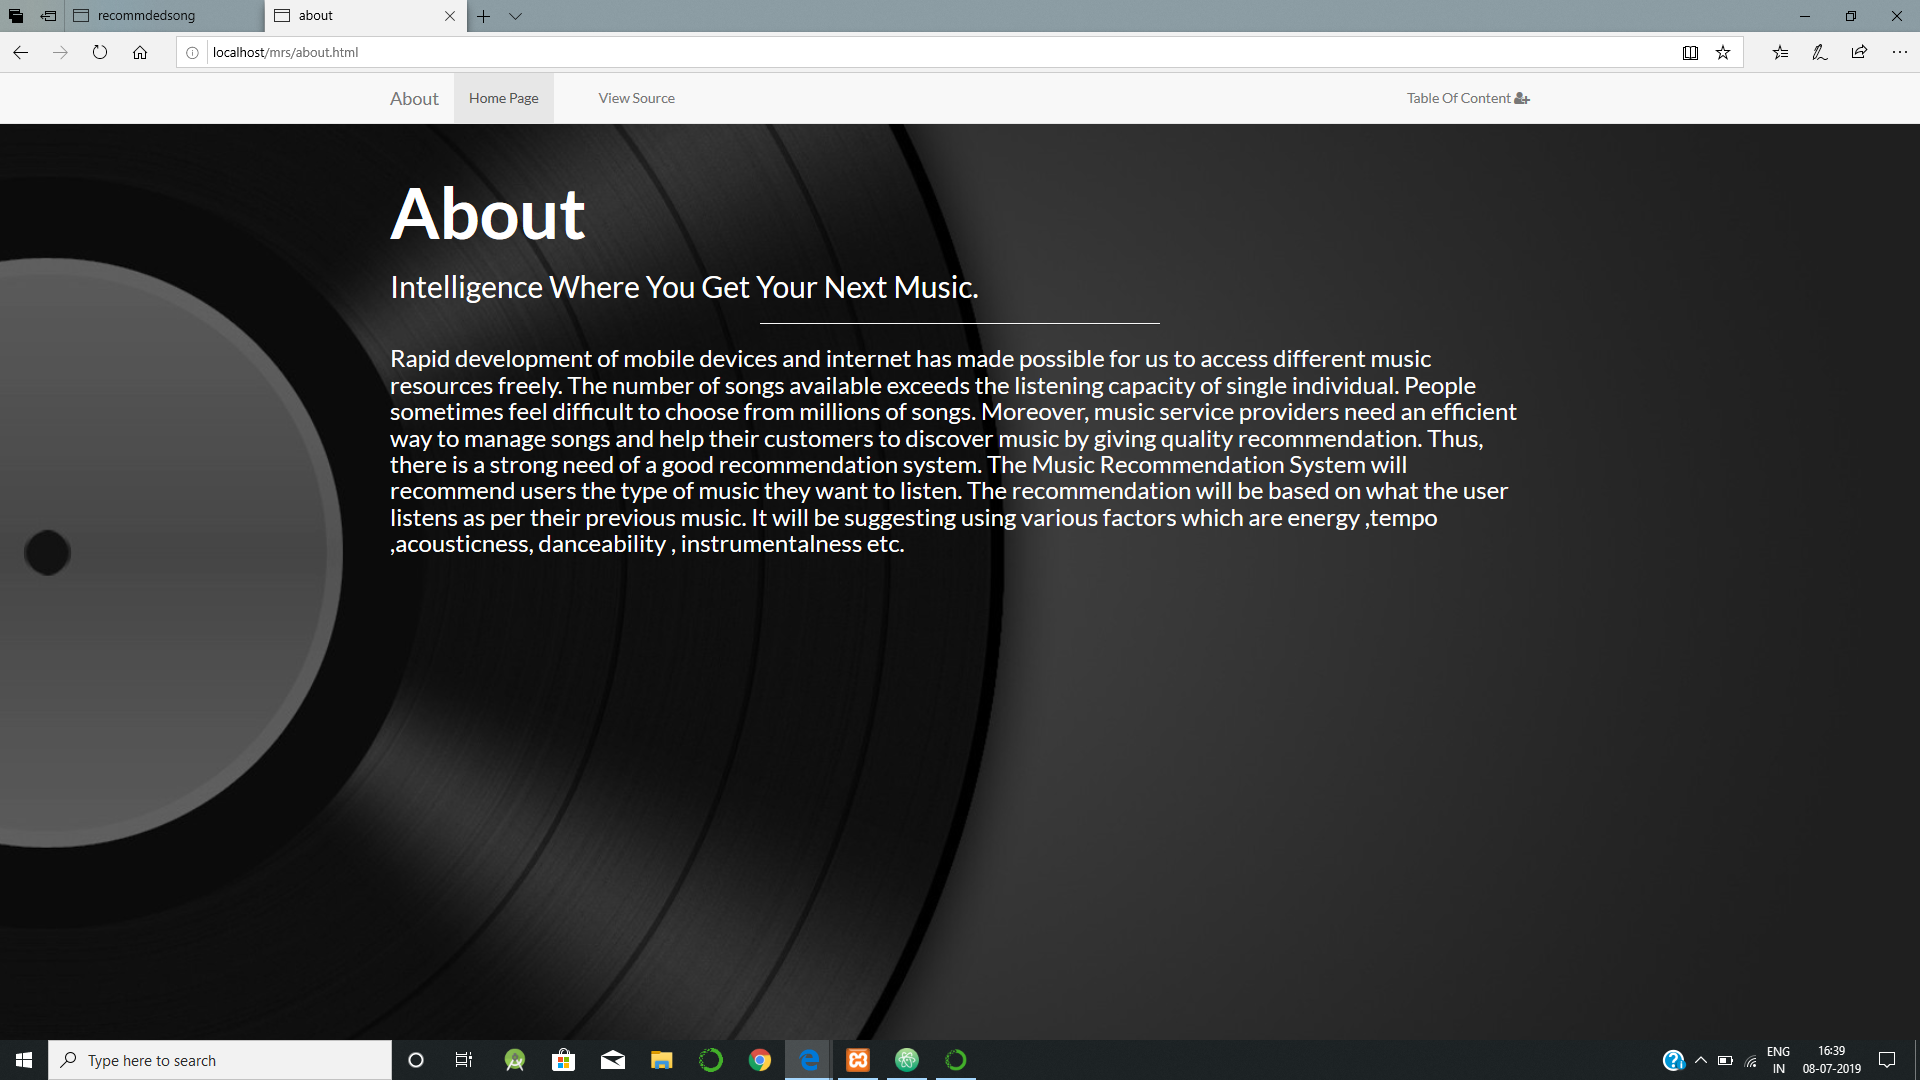 recommdedsong
about
localhost/mrs/about.html
About
Home Page
View Source
Table Of Content
About
Intelligence Where You Get Your Next Music.
Rapid development of mobile devices and internet has made possible for us to access different music
resources freely. The number of songs available exceeds the listening capacity of single individual. People
sometimes feel difficult to choose from millions of songs. Moreover, music service providers need an efficient
way to manage songs and help their customers to discover music by giving quality recommendation. Thus,
there is a strong need of a good recommendation system. The Music Recommendation System will
recommend users the type of music they want to listen. The recommendation will be based on what the user
listens as per their previous music. It will be suggesting using various factors which are energy ,tempo
,acousticness, danceability , instrumentalness etc.
Type here to search
ENG
IN
16:39
08-07-2019